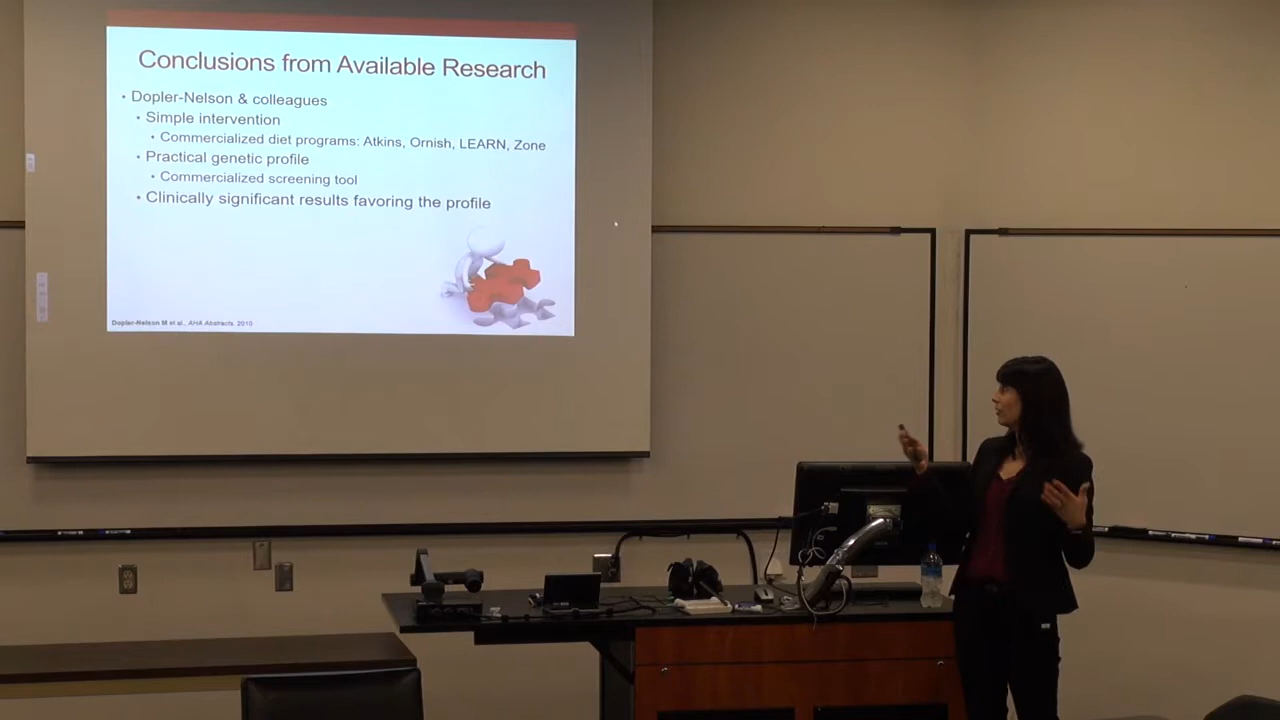 Conclusions from Available Research
• Dopler-Nelson & colleagues
• Simple intervention
• Commercialized diet programs: Atkins, Ornish, LEARN, Zone
• Practical genetic profile
• Commercialized screening tool
• Clinically significant results favoring the profile
Dopler-Nelson M et al., AHA Abstracts, 2010